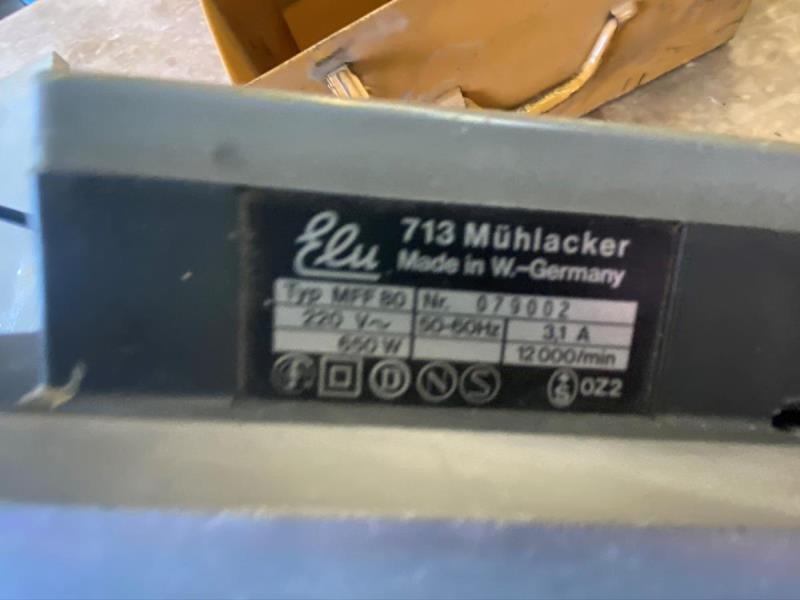 Elu 713 Mühlacker
Made in W.-Germany
Typ MFF 80 Nr. 079002
220 V~ 50-60Hz 3,1 A
650 W 12000/min
F D N S S OZ2